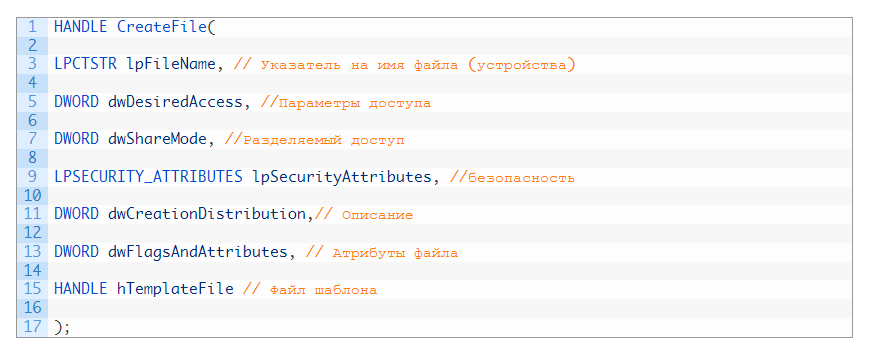 1 HANDLE CreateFile(
2
3 LPCTSTR lpFileName, // Указатель на имя файла (устройства)
4
5 DWORD dwDesiredAccess, //Параметры доступа
6
7 DWORD dwShareMode, //Разделяемый доступ
8
9 LPSECURITY_ATTRIBUTES lpSecurityAttributes, //безопасность
10
11 DWORD dwCreationDistribution,// Описание
12
13 DWORD dwFlagsAndAttributes, // Атрибуты файла
14
15 HANDLE hTemplateFile // Файл шаблона
16
17 );